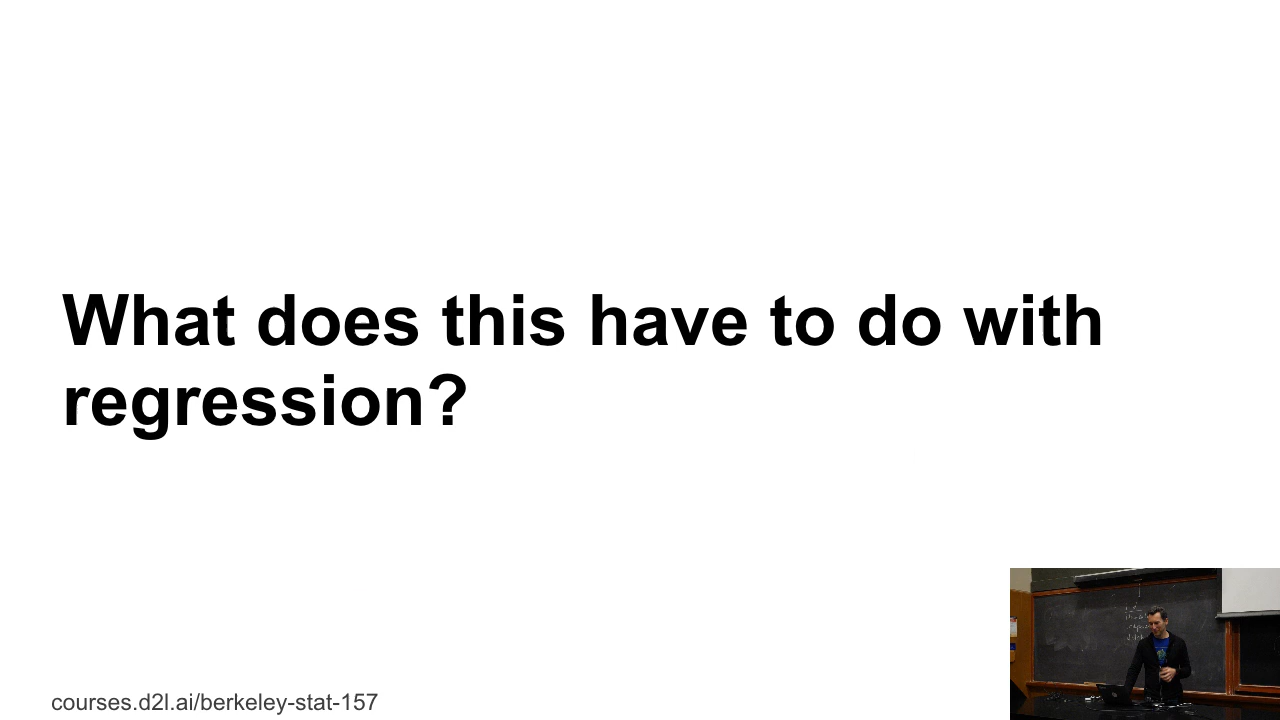 What does this have to do with
regression?
courses.d2l.ai/berkeley-stat-157